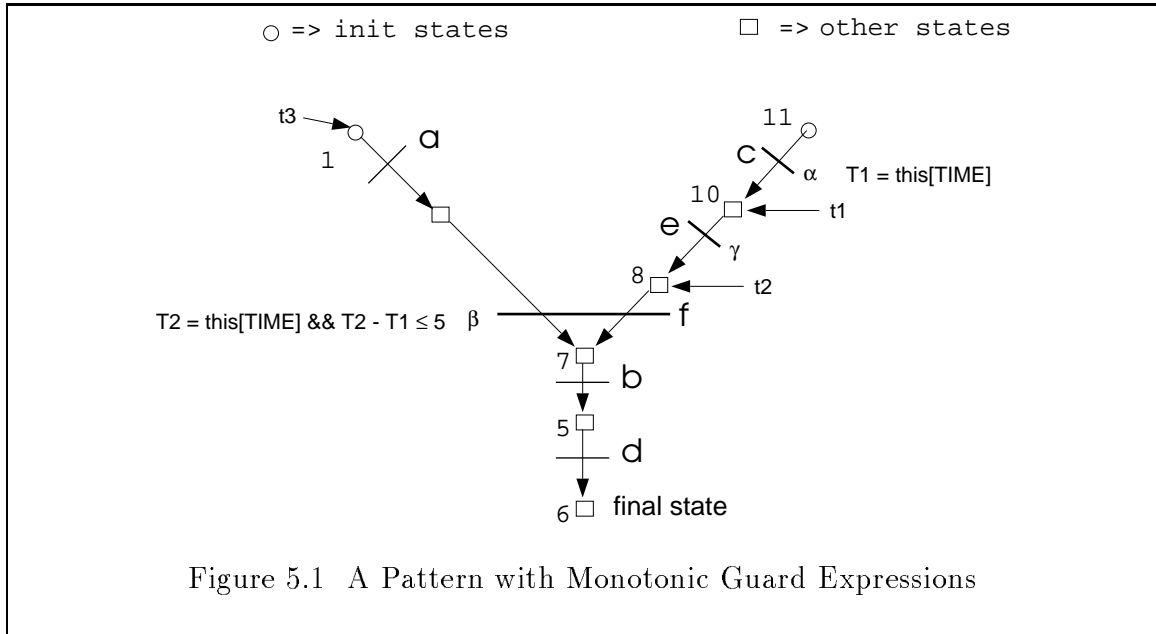 => init states
=> other states
t3
11
a
1
c
α T1 = this[TIME]
10
t1
e
γ
8
t2
T2 = this[TIME] && T2 - T1 ≤ 5 β
f
7
b
5
d
6
final state
Figure 5.1 A Pattern with Monotonic Guard Expressions